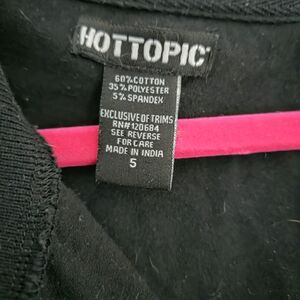 HOTTOPIC
60%COTTON
35%POLYESTER
5%SPANDEX
EXCLUSIVE OF TRIMS
RN#120684
SEE REVERSE
FOR CARE
MADE IN INDIA
5